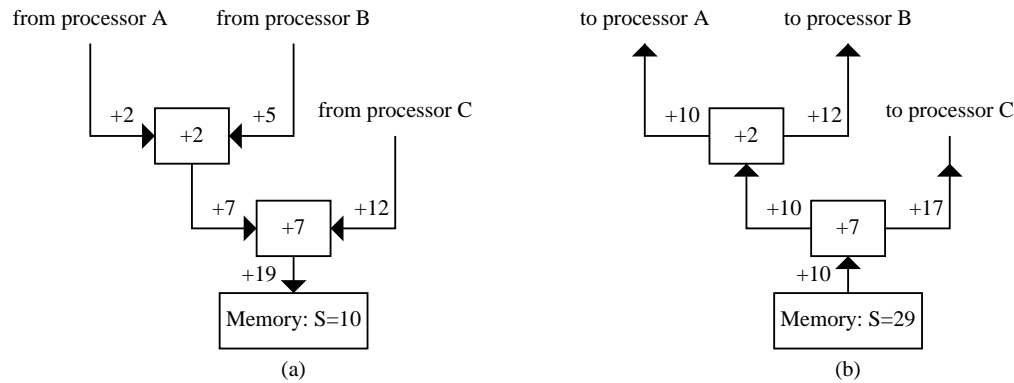 from processor A
from processor B
+2
+2
+5
from processor C
+7
+7
+12
+19
Memory: S=10
(a)
to processor A
to processor B
+10
+2
+12
to processor C
+10
+7
+17
+10
Memory: S=29
(b)